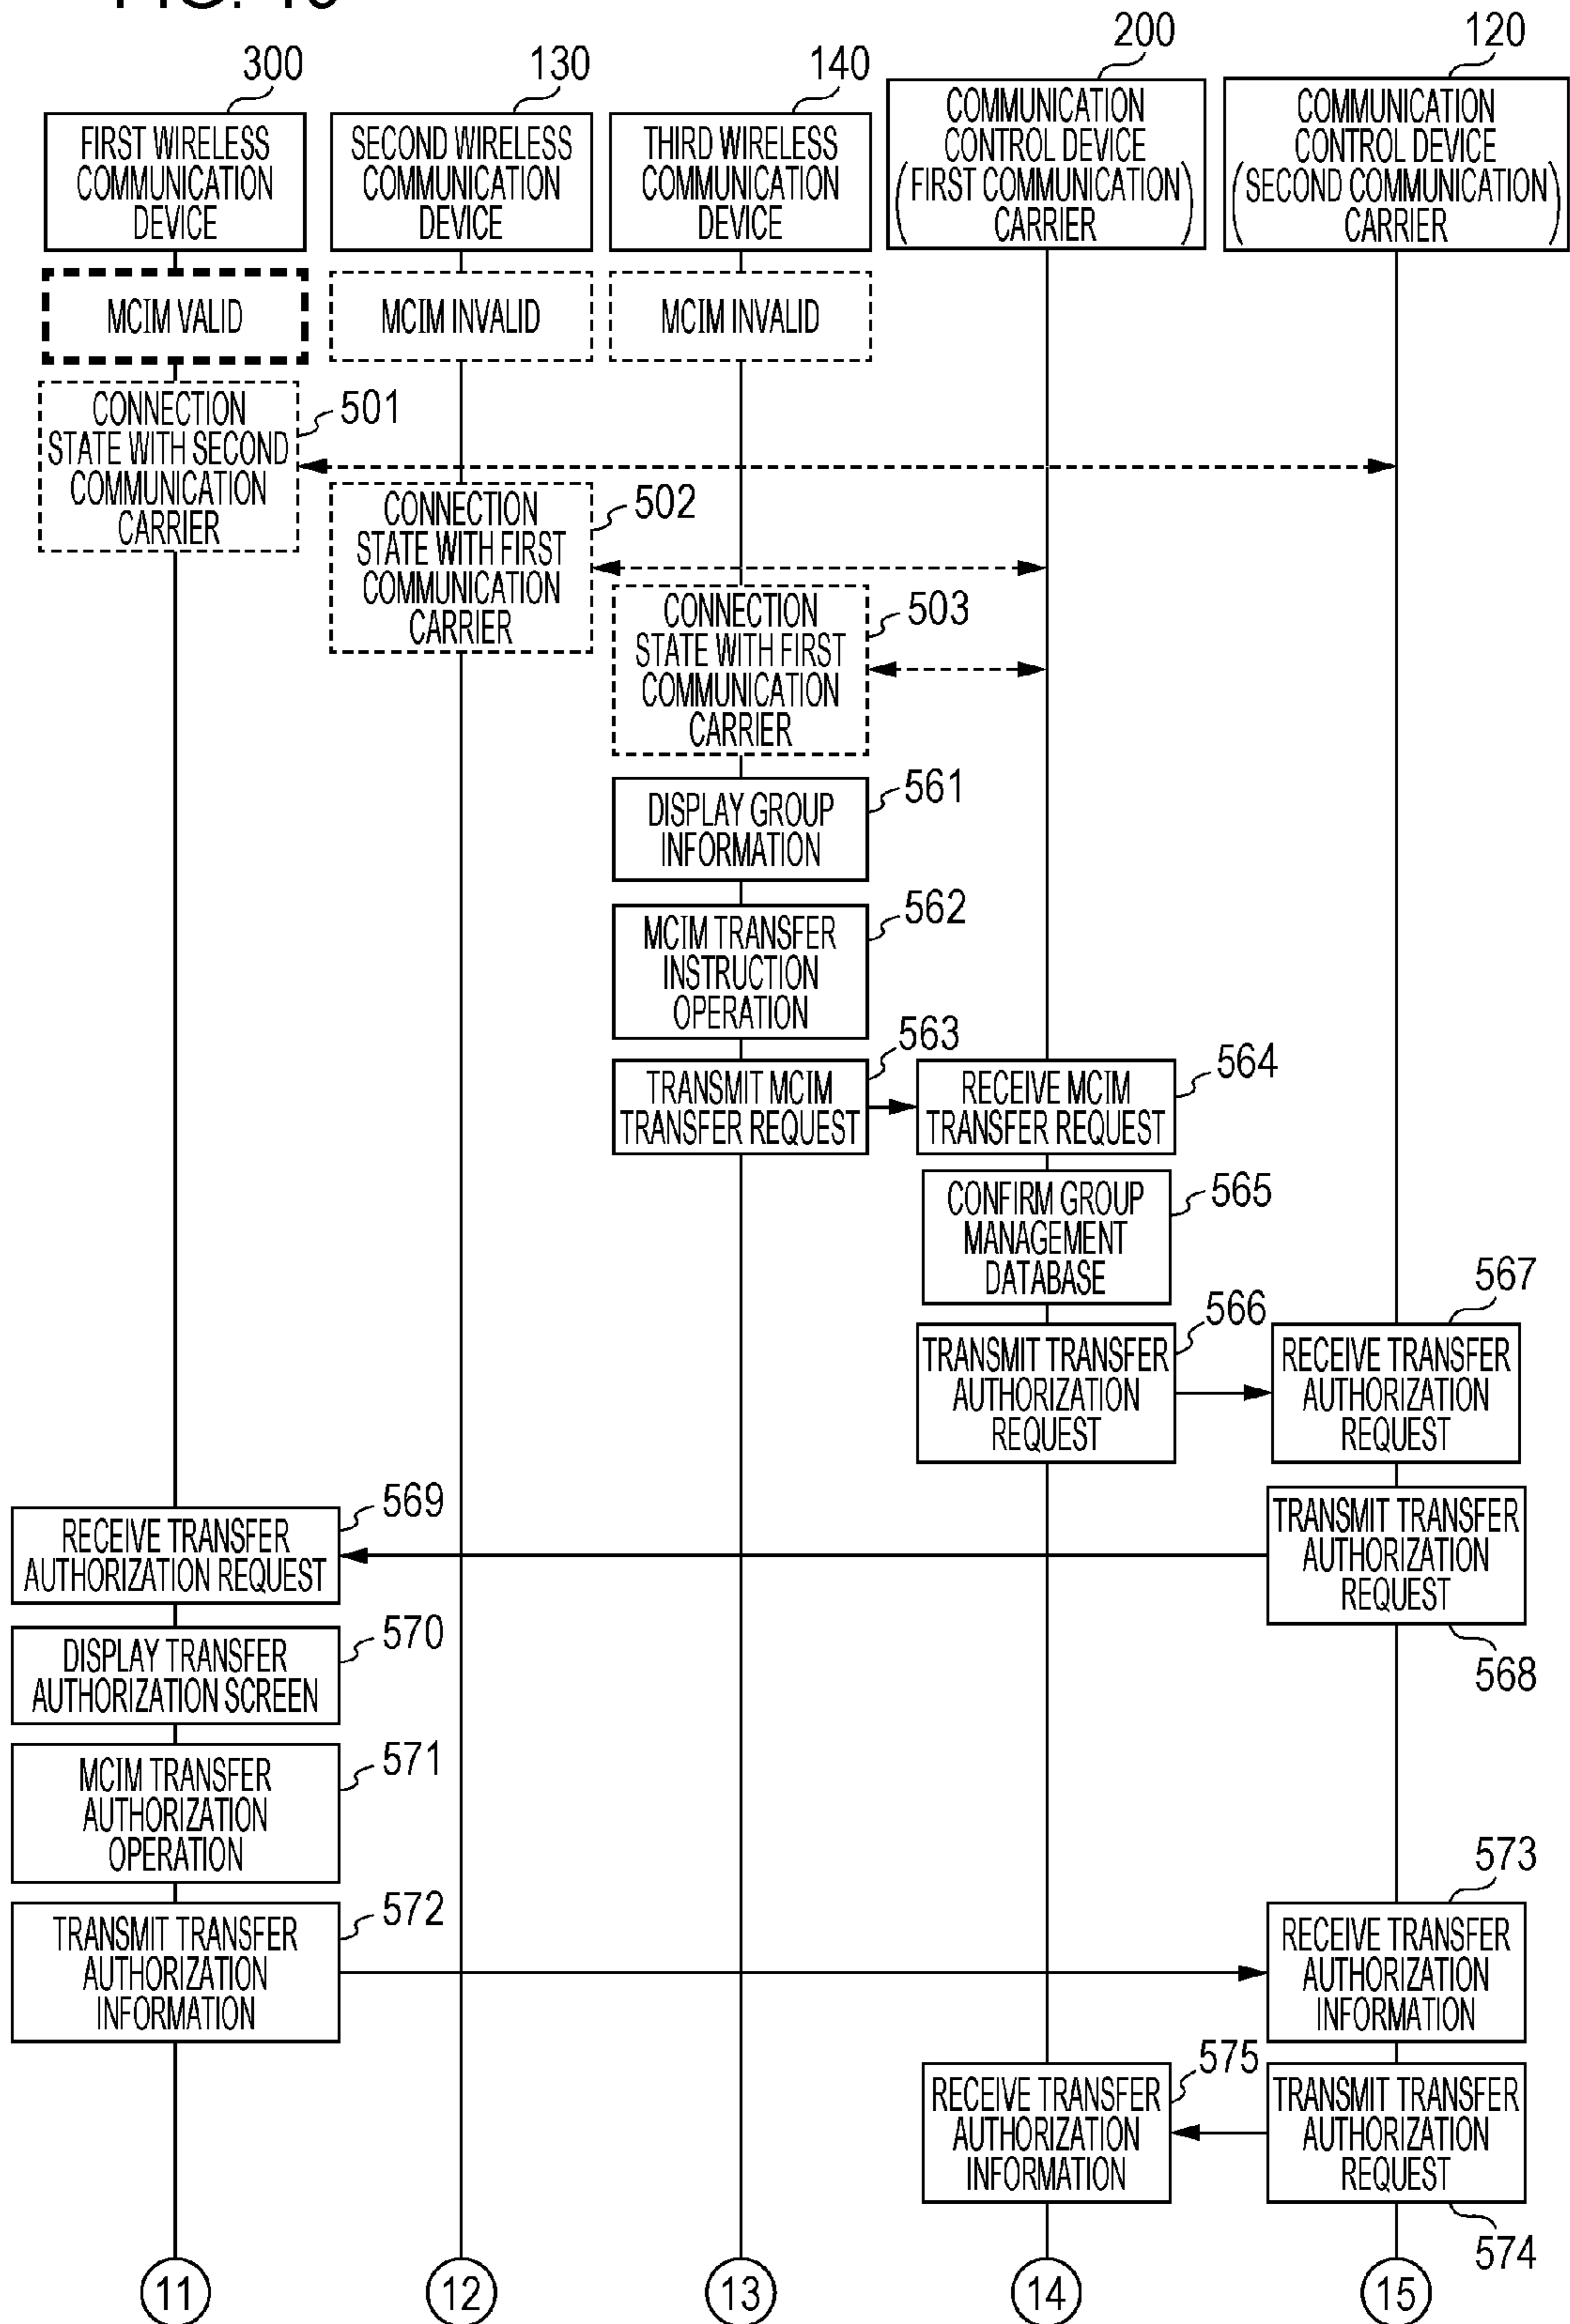 300
130
140
200
120
FIRST WIRELESS
COMMUNICATION
DEVICE
SECOND WIRELESS
COMMUNICATION
DEVICE
THIRD WIRELESS
COMMUNICATION
DEVICE
COMMUNICATION
CONTROL DEVICE
(FIRST COMMUNICATION)
CARRIER
COMMUNICATION
CONTROL DEVICE
(SECOND COMMUNICATION)
CARRIER
MCIM VALID
MCIM INVALID
MCIM INVALID
CONNECTION
STATE WITH SECOND
COMMUNICATION
CARRIER
501
CONNECTION
STATE WITH FIRST
COMMUNICATION
CARRIER
502
CONNECTION
STATE WITH FIRST
COMMUNICATION
CARRIER
503
DISPLAY GROUP
INFORMATION
561
MCIM TRANSFER
INSTRUCTION
OPERATION
562
TRANSMIT MCIM
TRANSFER REQUEST
563
RECEIVE MCIM
TRANSFER REQUEST
564
CONFIRM GROUP
MANAGEMENT
DATABASE
565
TRANSMIT TRANSFER
AUTHORIZATION
REQUEST
566
RECEIVE TRANSFER
AUTHORIZATION
REQUEST
567
TRANSMIT TRANSFER
AUTHORIZATION
REQUEST
568
RECEIVE TRANSFER
AUTHORIZATION REQUEST
569
DISPLAY TRANSFER
AUTHORIZATION SCREEN
570
MCIM TRANSFER
AUTHORIZATION
OPERATION
571
TRANSMIT TRANSFER
AUTHORIZATION
INFORMATION
572
RECEIVE TRANSFER
AUTHORIZATION
INFORMATION
573
TRANSMIT TRANSFER
AUTHORIZATION
REQUEST
574
RECEIVE TRANSFER
AUTHORIZATION
INFORMATION
575
11
12
13
14
15